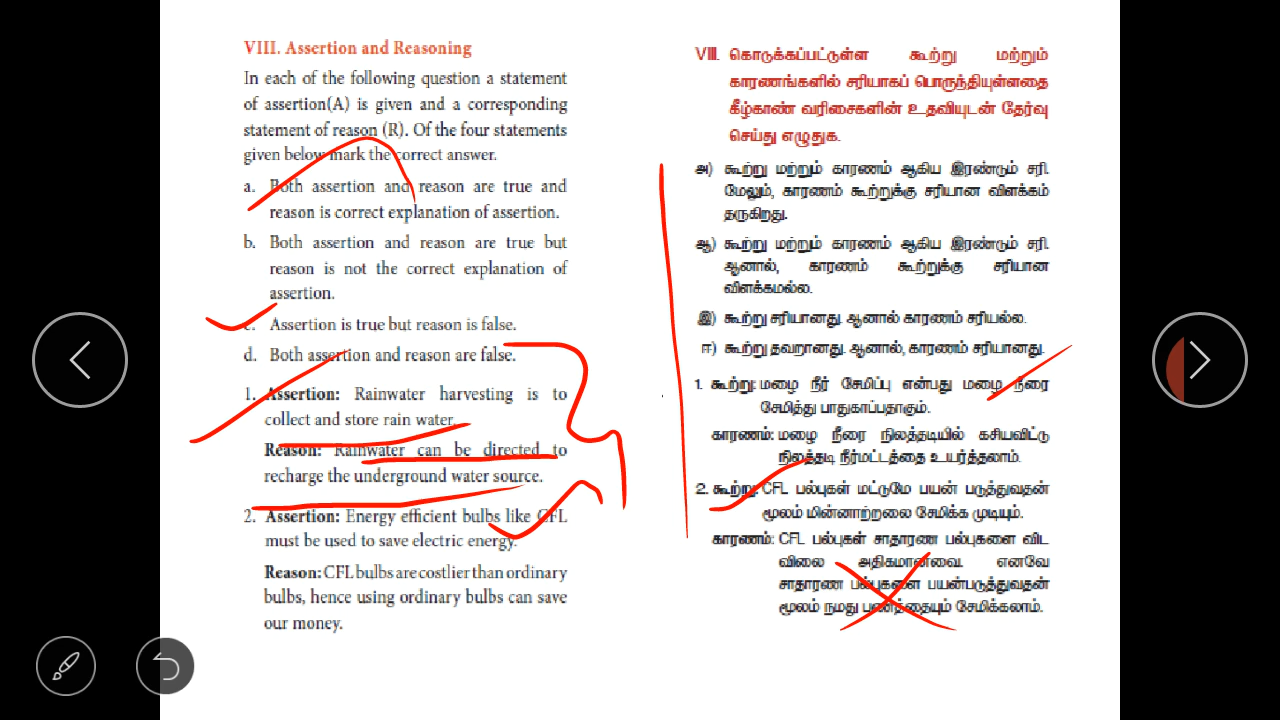 VIII. Assertion and Reasoning
In each of the following question a statement
of assertion(A) is given and a corresponding
statement of reason (R). Of the four statements
given below mark the correct answer.
a. Both assertion and reason are true and
reason is correct explanation of assertion.
b. Both assertion and reason are true but
reason is not the correct explanation of
assertion.
c. Assertion is true but reason is false.
d. Both assertion and reason are false.
1. Assertion: Rainwater harvesting is to
collect and store rain water.
Reason: Rainwater can be directed to
recharge the underground water source.
2. Assertion: Energy efficient bulbs like CFL
must be used to save electric energy.
Reason: CFL bulbs are costlier than ordinary
bulbs, hence using ordinary bulbs can save
our money.
VIII. கொடுக்கப்பட்டுள்ள கூற்று மற்றும்
காரணங்களில் சரியாகப் பொருந்தியுள்ளதை
கீழ்காண் வரிசைகளின் உதவியுடன் தேர்வு
செய்து எழுதுக.
அ) கூற்று மற்றும் காரணம் ஆகிய இரண்டும் சரி.
மேலும், காரணம் கூற்றுக்கு சரியான விளக்கம்
தருகிறது.
ஆ) கூற்று மற்றும் காரணம் ஆகிய இரண்டும் சரி.
ஆனால், காரணம் கூற்றுக்கு சரியான
விளக்கமல்ல.
இ) கூற்று சரியானது. ஆனால் காரணம் சரியல்ல.
ஈ) கூற்று தவறானது. ஆனால், காரணம் சரியானது.
1. கூற்று: மழை நீர் சேமிப்பு என்பது மழை நீரை
சேமித்து பாதுகாப்பதாகும்.
காரணம்: மழை நீரை நிலத்தடியில் கசியவிட்டு
நிலத்தடி நீர்மட்டத்தை உயர்த்தலாம்.
2. கூற்று: CFL பல்புகள் மட்டுமே பயன் படுத்துவதன்
மூலம் மின்னாற்றலை சேமிக்க முடியும்.
காரணம்: CFL பல்புகள் சாதாரண பல்புகளை விட
விலை அதிகமானவை. எனவே
சாதாரண பல்புகளை பயன்படுத்துவதன்
மூலம் நமது பணத்தையும் சேமிக்கலாம்.